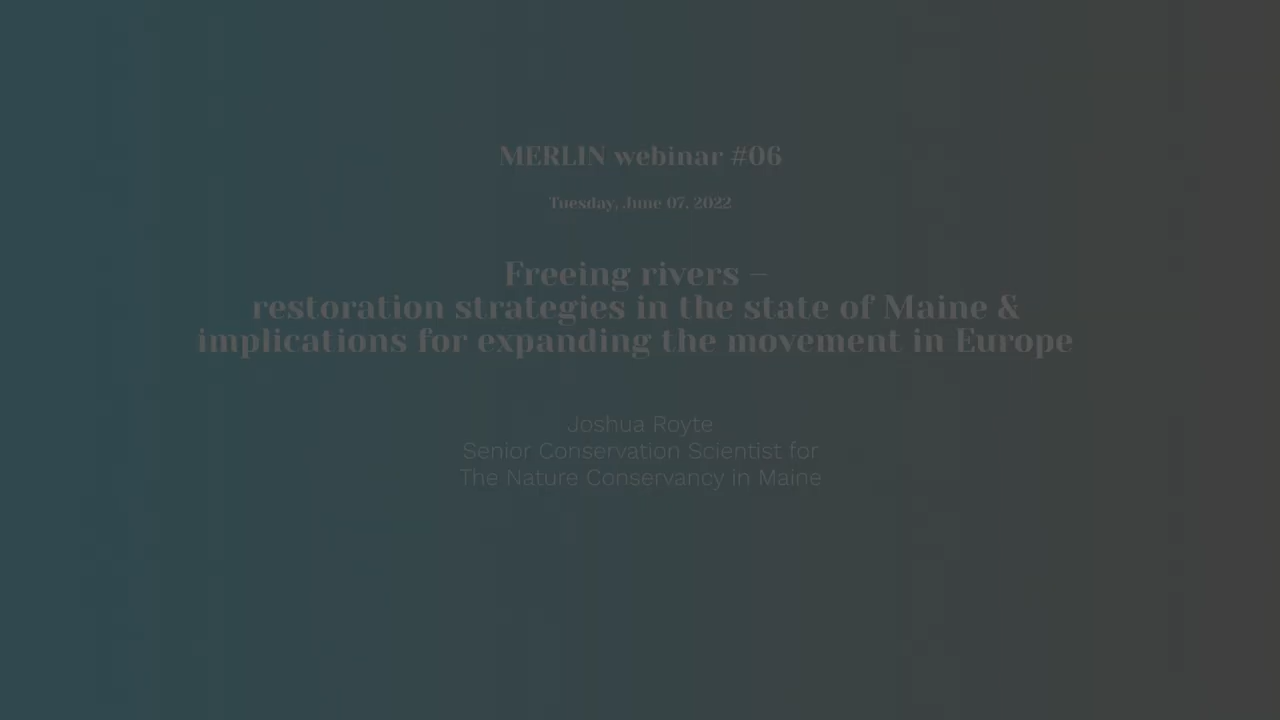 MERLIN webinar #06
Tuesday, June 07. 2022
Freeing rivers –
restoration strategies in the state of Maine &
implications for expanding the movement in Europe
Joshua Royte
Senior Conservation Scientist for
The Nature Conservancy in Maine